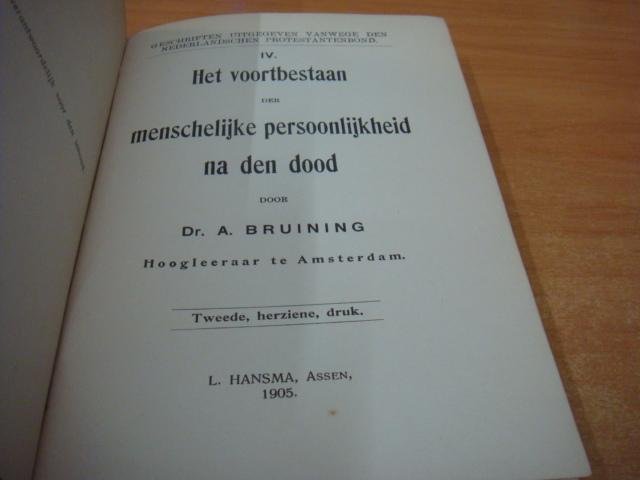 GESCHRIFTEN UITGEGEVEN VANWEGE DEN
NEDERLANDSCHEN PROTESTANTENBOND.
IV.
Het voortbestaan
DER
menschelijke persoonlijkheid
na den dood
DOOR
Dr. A. BRUINING
Hoogleeraar te Amsterdam.
Tweede, herziene, druk.
L. HANSMA, ASSEN,
1905.